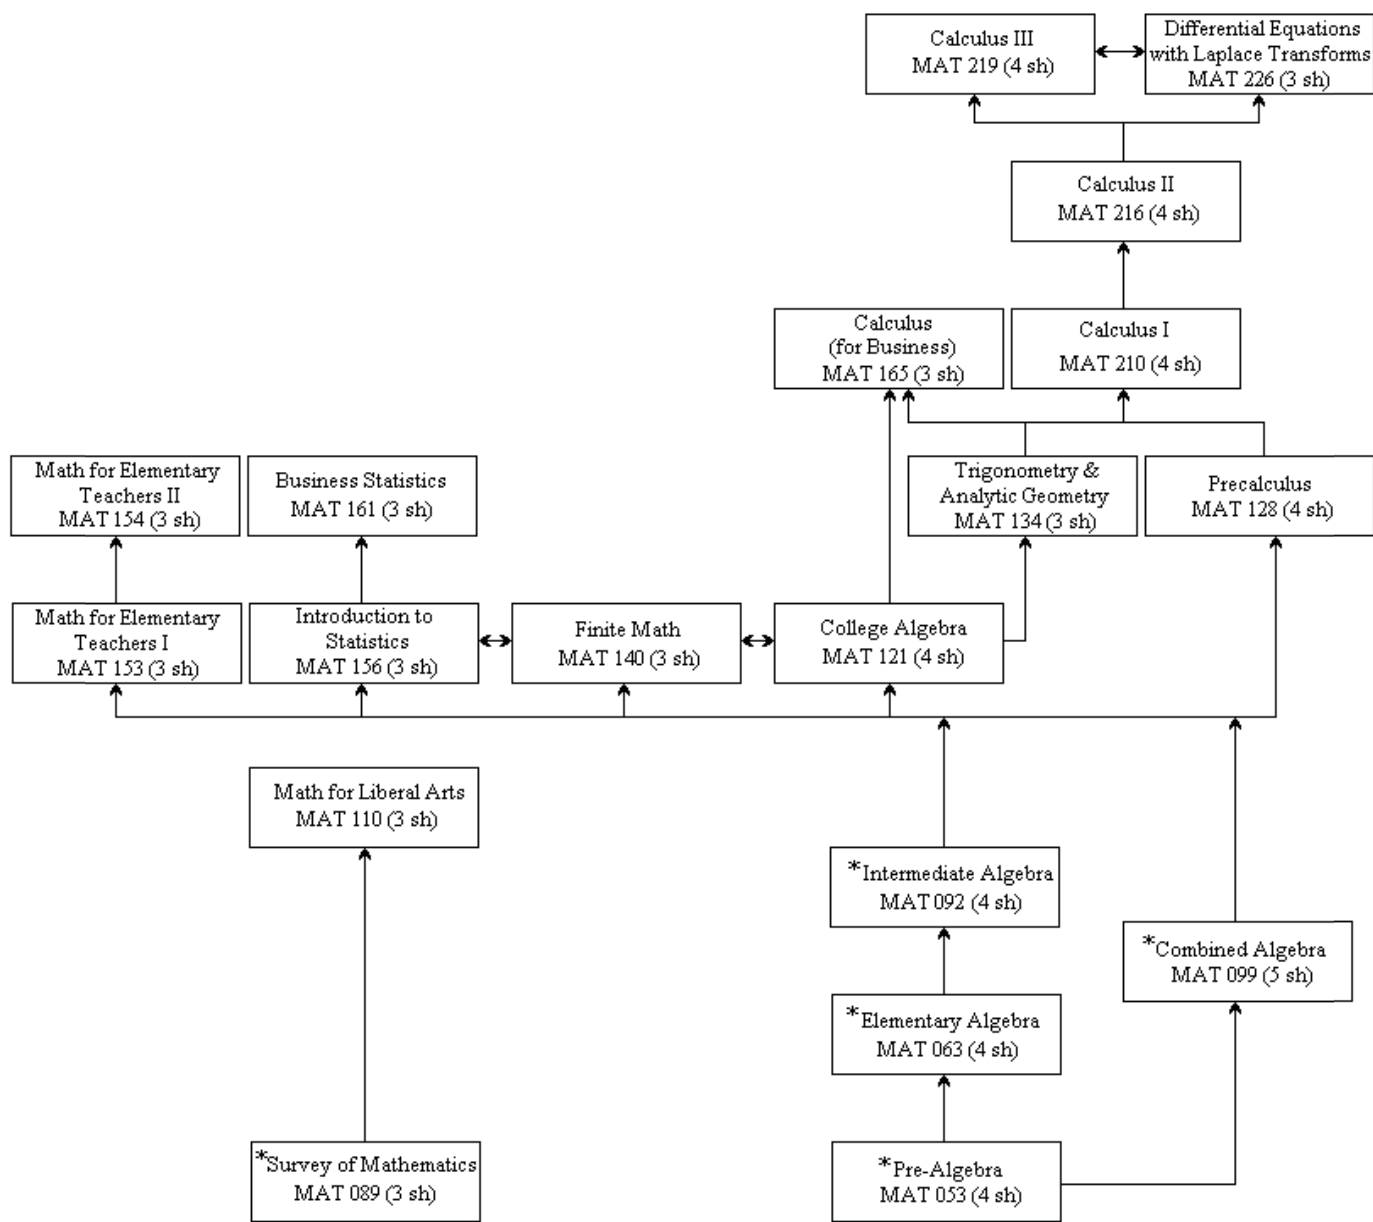 Calculus III
MAT 219 (4 sh)
Differential Equations
with Laplace Transforms
MAT 226 (3 sh)
Calculus II
MAT 216 (4 sh)
Calculus
(for Business)
MAT 165 (3 sh)
Calculus I
MAT 210 (4 sh)
Math for Elementary
Teachers II
MAT 154 (3 sh)
Business Statistics
MAT 161 (3 sh)
Trigonometry &
Analytic Geometry
MAT 134 (3 sh)
Precalculus
MAT 128 (4 sh)
Math for Elementary
Teachers I
MAT 153 (3 sh)
Introduction to
Statistics
MAT 156 (3 sh)
Finite Math
MAT 140 (3 sh)
College Algebra
MAT 121 (4 sh)
Math for Liberal Arts
MAT 110 (3 sh)
*Intermediate Algebra
MAT 092 (4 sh)
*Combined Algebra
MAT 099 (5 sh)
*Elementary Algebra
MAT 063 (4 sh)
*Survey of Mathematics
MAT 089 (3 sh)
*Pre-Algebra
MAT 053 (4 sh)